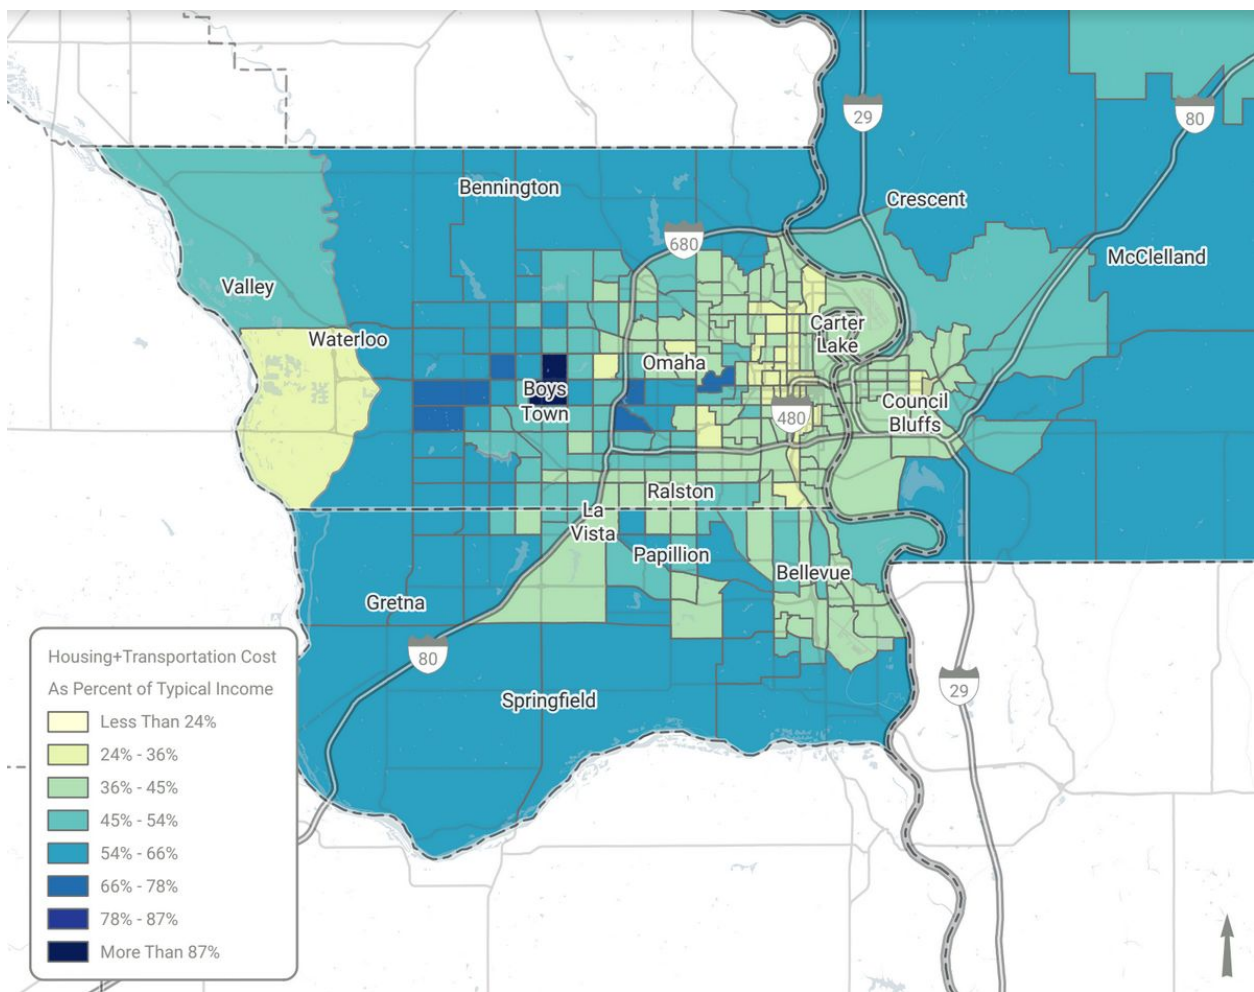 29
80
Bennington
Crescent
680
McClelland
Valley
Waterloo
Carter
Lake
Omaha
Boys
Town
Council
Bluffs
480
Ralston
La
Vista
Papillion
Bellevue
Gretna
80
29
Springfield
Housing+Transportation Cost
As Percent of Typical Income
Less Than 24%
24% - 36%
36% - 45%
45% - 54%
54% - 66%
66% - 78%
78% - 87%
More Than 87%